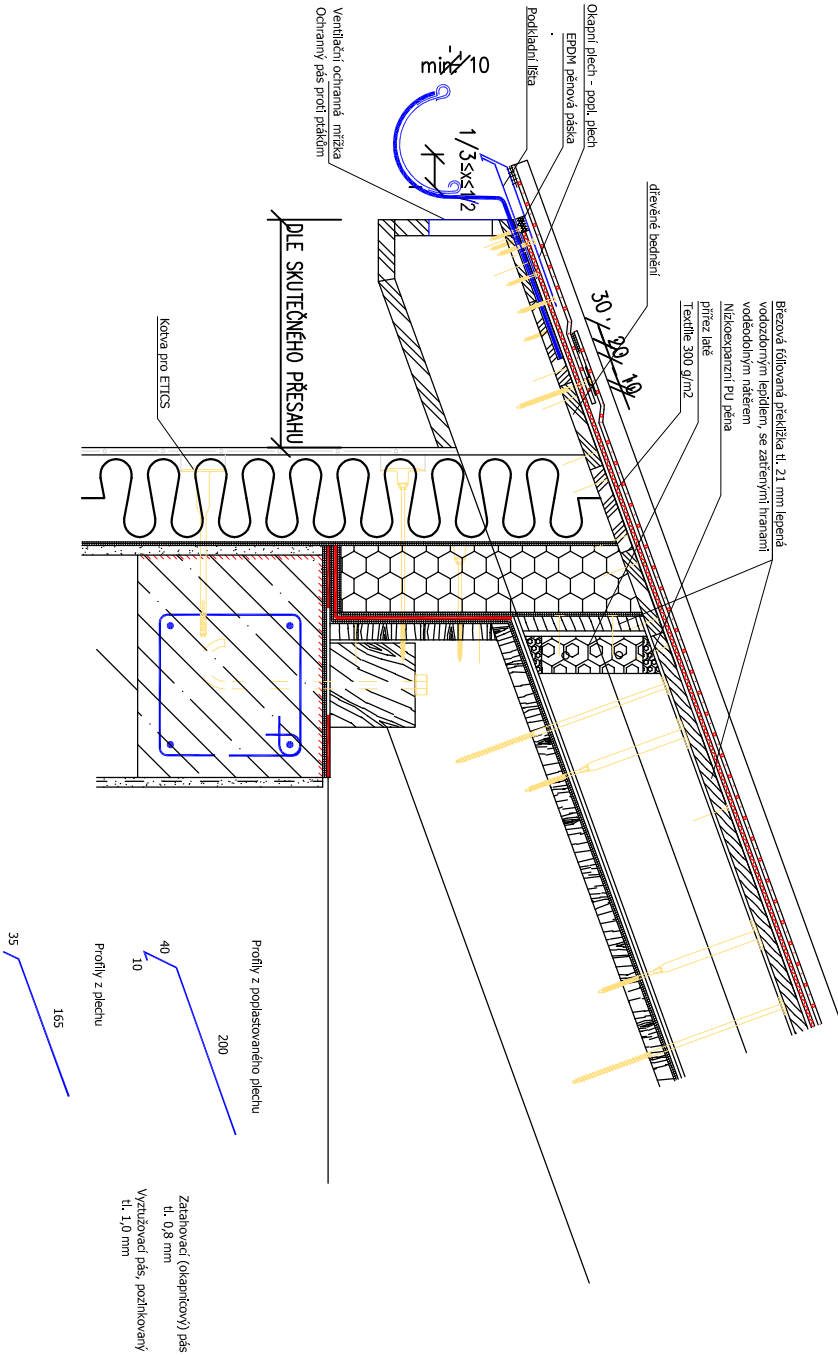 Okapní plech - popl. plech
EPDM pěnová páska
Podkladní lišta
min. 1/10
1/3≤x≤1/2
Ventilační ochranná mřížka
Ochranný pás proti ptákům
dřevěné bednění
30
20
10
Březová fóliovaná překližka tl. 21 mm lepená
vodozdorným lepidlem, se zatřenými hranami
voděodolným nátěrem
Nízkoexpanzní PU pěna
přířez latě
Textilie 300 g/m2
DLE SKUTEČNÉHO PŘESAHU
Kotva pro ETICS
Profily z poplastovaného plechu
200
40
10
Profily z plechu
165
35
Zatahovací (okapnicový) pás
tl. 0,8 mm
Vyztužovací pás, pozinkovaný
tl. 1,0 mm